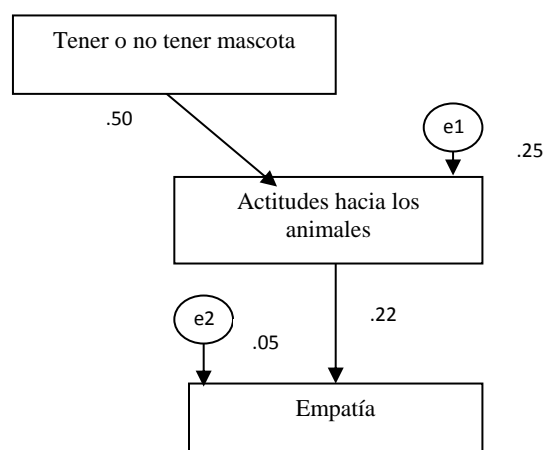 Tener o no tener mascota
.50
e1
.25
Actitudes hacia los
animales
e2
.05
.22
Empatía